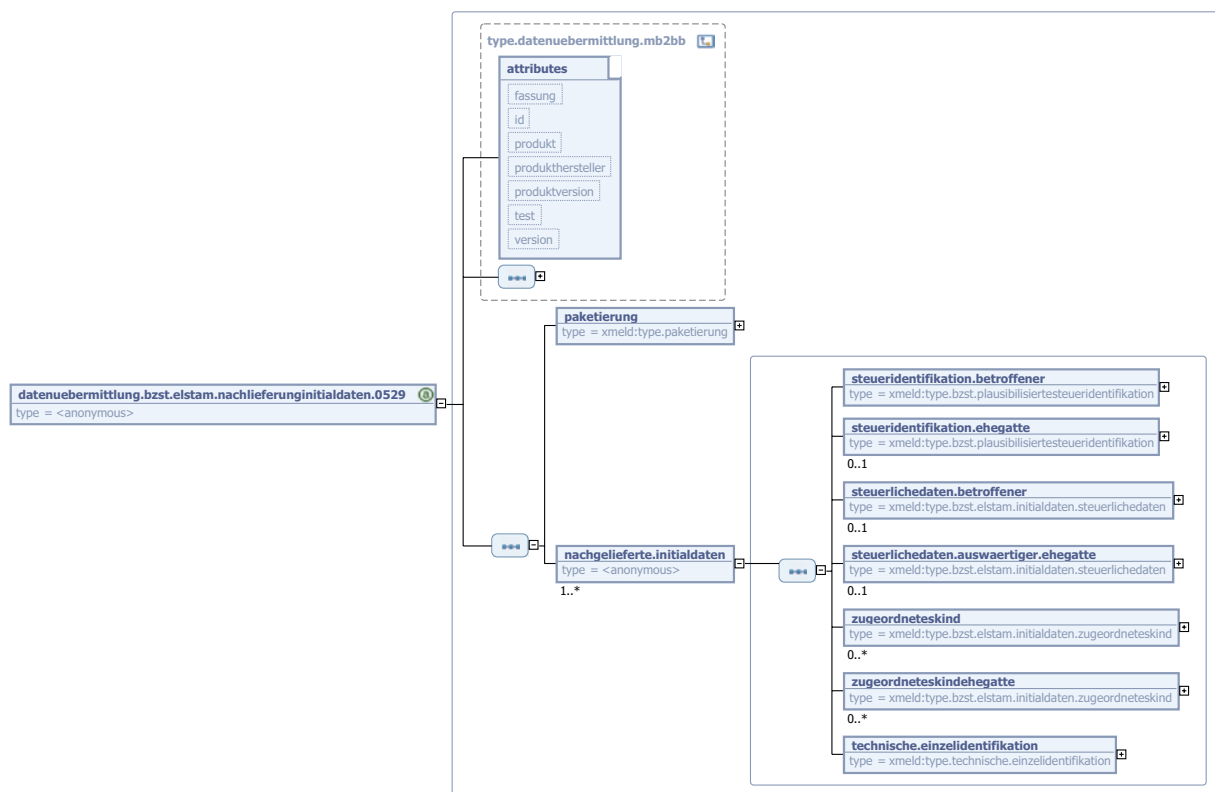 type.datenuebermittlung.mb2bb
attributes
fassung
id
produkt
produkthersteller
produktversion
test
version
paketierung
type = xmeld:type.paketierung
datenuebermittlung.bzst.elstam.nachlieferunginitialdaten.0529
type = <anonymous>
nachgelieferte.initialdaten
type = <anonymous>
1..*
steueridentifikation.betroffener
type = xmeld:type.bzst.plausibilisiertesteueridentifikation
steueridentifikation.ehegatte
type = xmeld:type.bzst.plausibilisiertesteueridentifikation
0..1
steuerlichedaten.betroffener
type = xmeld:type.bzst.elstam.initialdaten.steuerlichedaten
0..1
steuerlichedaten.auswaertiger.ehegatte
type = xmeld:type.bzst.elstam.initialdaten.steuerlichedaten
0..1
zugeordneteskind
type = xmeld:type.bzst.elstam.initialdaten.zugeordneteskind
0..*
zugeordneteskindehegatte
type = xmeld:type.bzst.elstam.initialdaten.zugeordneteskind
0..*
technische.einzelidentifikation
type = xmeld:type.technische.einzelidentifikation